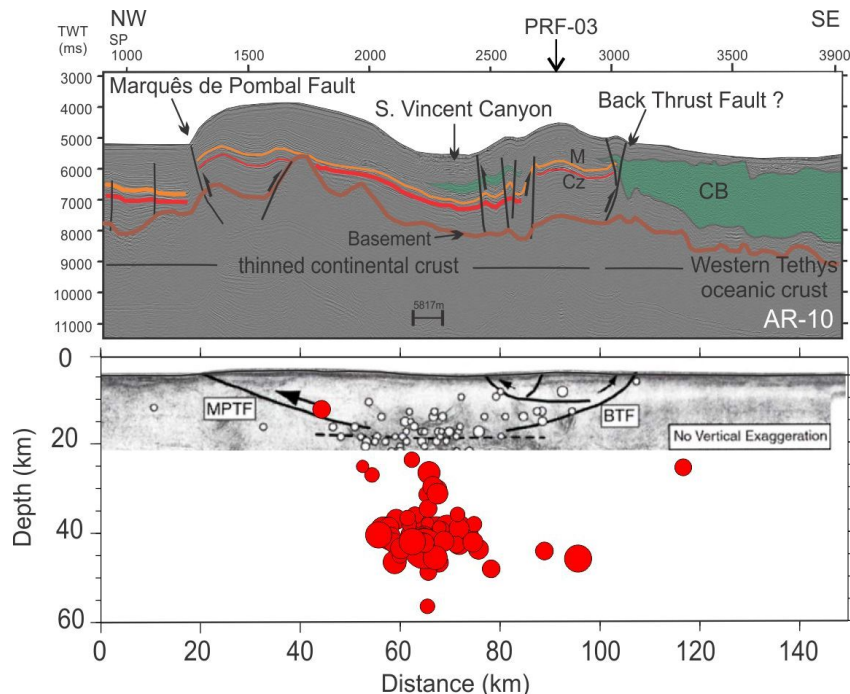 NW
PRF-03
SE
TWT
(ms)
SP
1000
1500
2000
2500
3000
3500
3900
3000
4000
5000
6000
7000
8000
9000
10000
11000
Marquês de Pombal Fault
S. Vincent Canyon
Back Thrust Fault ?
M
Cz
CB
Basement
thinned continental crust
Western Tethys
oceanic crust
5817m
AR-10
0
20
40
60
Depth (km)
MPTF
BTF
No Vertical Exaggeration
0
20
40
60
80
100
120
140
Distance (km)